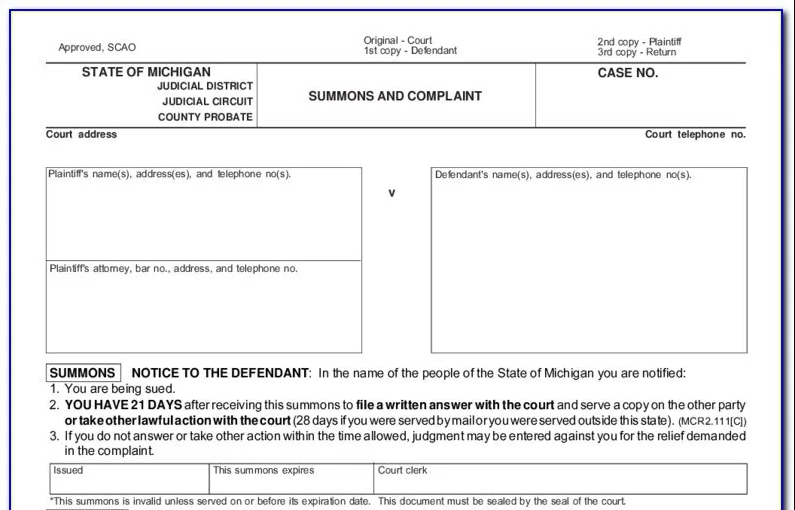 Approved, SCAO
Original - Court
1st copy - Defendant
2nd copy - Plaintiff
3rd copy - Return
STATE OF MICHIGAN
JUDICIAL DISTRICT
JUDICIAL CIRCUIT
COUNTY PROBATE
SUMMONS AND COMPLAINT
CASE NO.
Court address
Court telephone no.
Plaintiff's name(s), address(es), and telephone no(s).
v
Defendant's name(s), address(es), and telephone no(s).
Plaintiff's attorney, bar no., address, and telephone no.
SUMMONS NOTICE TO THE DEFENDANT: In the name of the people of the State of Michigan you are notified:
1. You are being sued.
2. YOU HAVE 21 DAYS after receiving this summons to file a written answer with the court and serve a copy on the other party
or take other lawful action with the court (28 days if you were served by mail or you were served outside this state). (MCR2.111[C])
3. If you do not answer or take other action within the time allowed, judgment may be entered against you for the relief demanded
in the complaint.
Issued
This summons expires
Court clerk
*This summons is invalid unless served on or before its expiration date. This document must be sealed by the seal of the court.